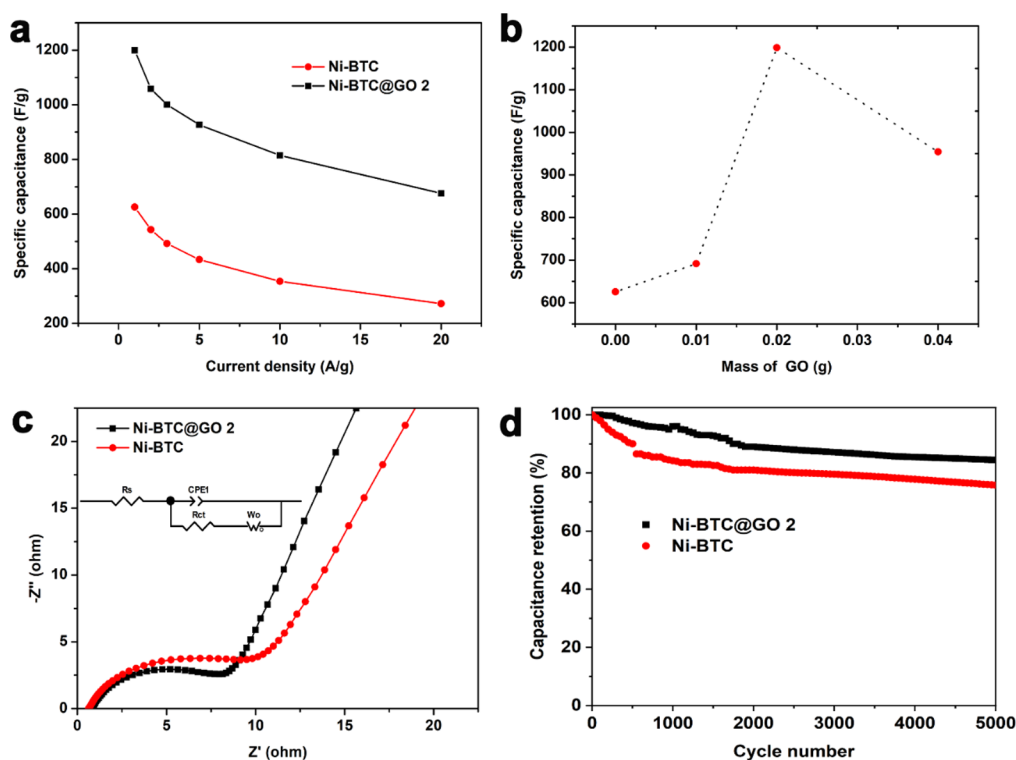 a
1200
1000
800
600
400
200
0
5
10
15
20
Specific capacitance (F/g)
Current density (A/g)
Ni-BTC
Ni-BTC@GO 2
b
1200
1100
1000
900
800
700
600
0.00
0.01
0.02
0.03
0.04
Specific capacitance (F/g)
Mass of GO (g)
c
20
15
10
5
0
0
5
10
15
20
-Z'' (ohm)
Z' (ohm)
Ni-BTC@GO 2
Ni-BTC
Rs
CPE1
Rct
Wo
d
100
80
60
40
20
0
0
1000
2000
3000
4000
5000
Capacitance retention (%)
Cycle number
Ni-BTC@GO 2
Ni-BTC